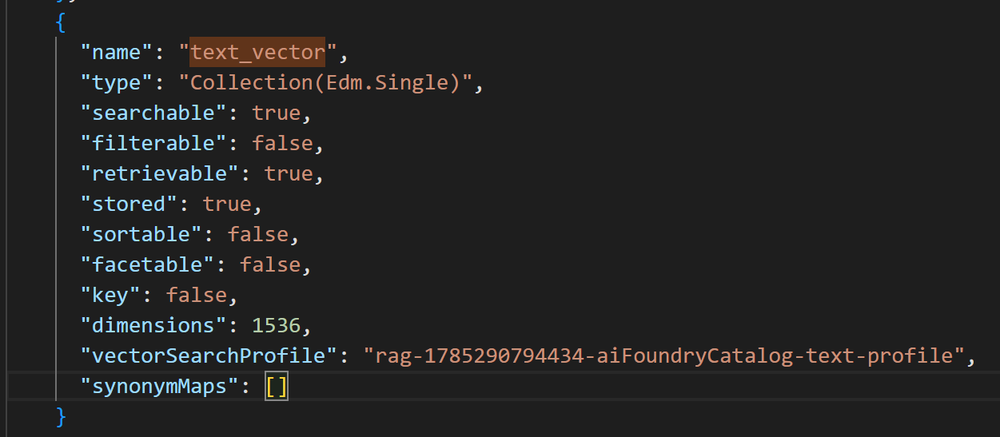 {
"name": "text_vector",
"type": "Collection(Edm.Single)",
"searchable": true,
"filterable": false,
"retrievable": true,
"stored": true,
"sortable": false,
"facetable": false,
"key": false,
"dimensions": 1536,
"vectorSearchProfile": "rag-1785290794434-aiFoundryCatalog-text-profile",
"synonymMaps": []
}